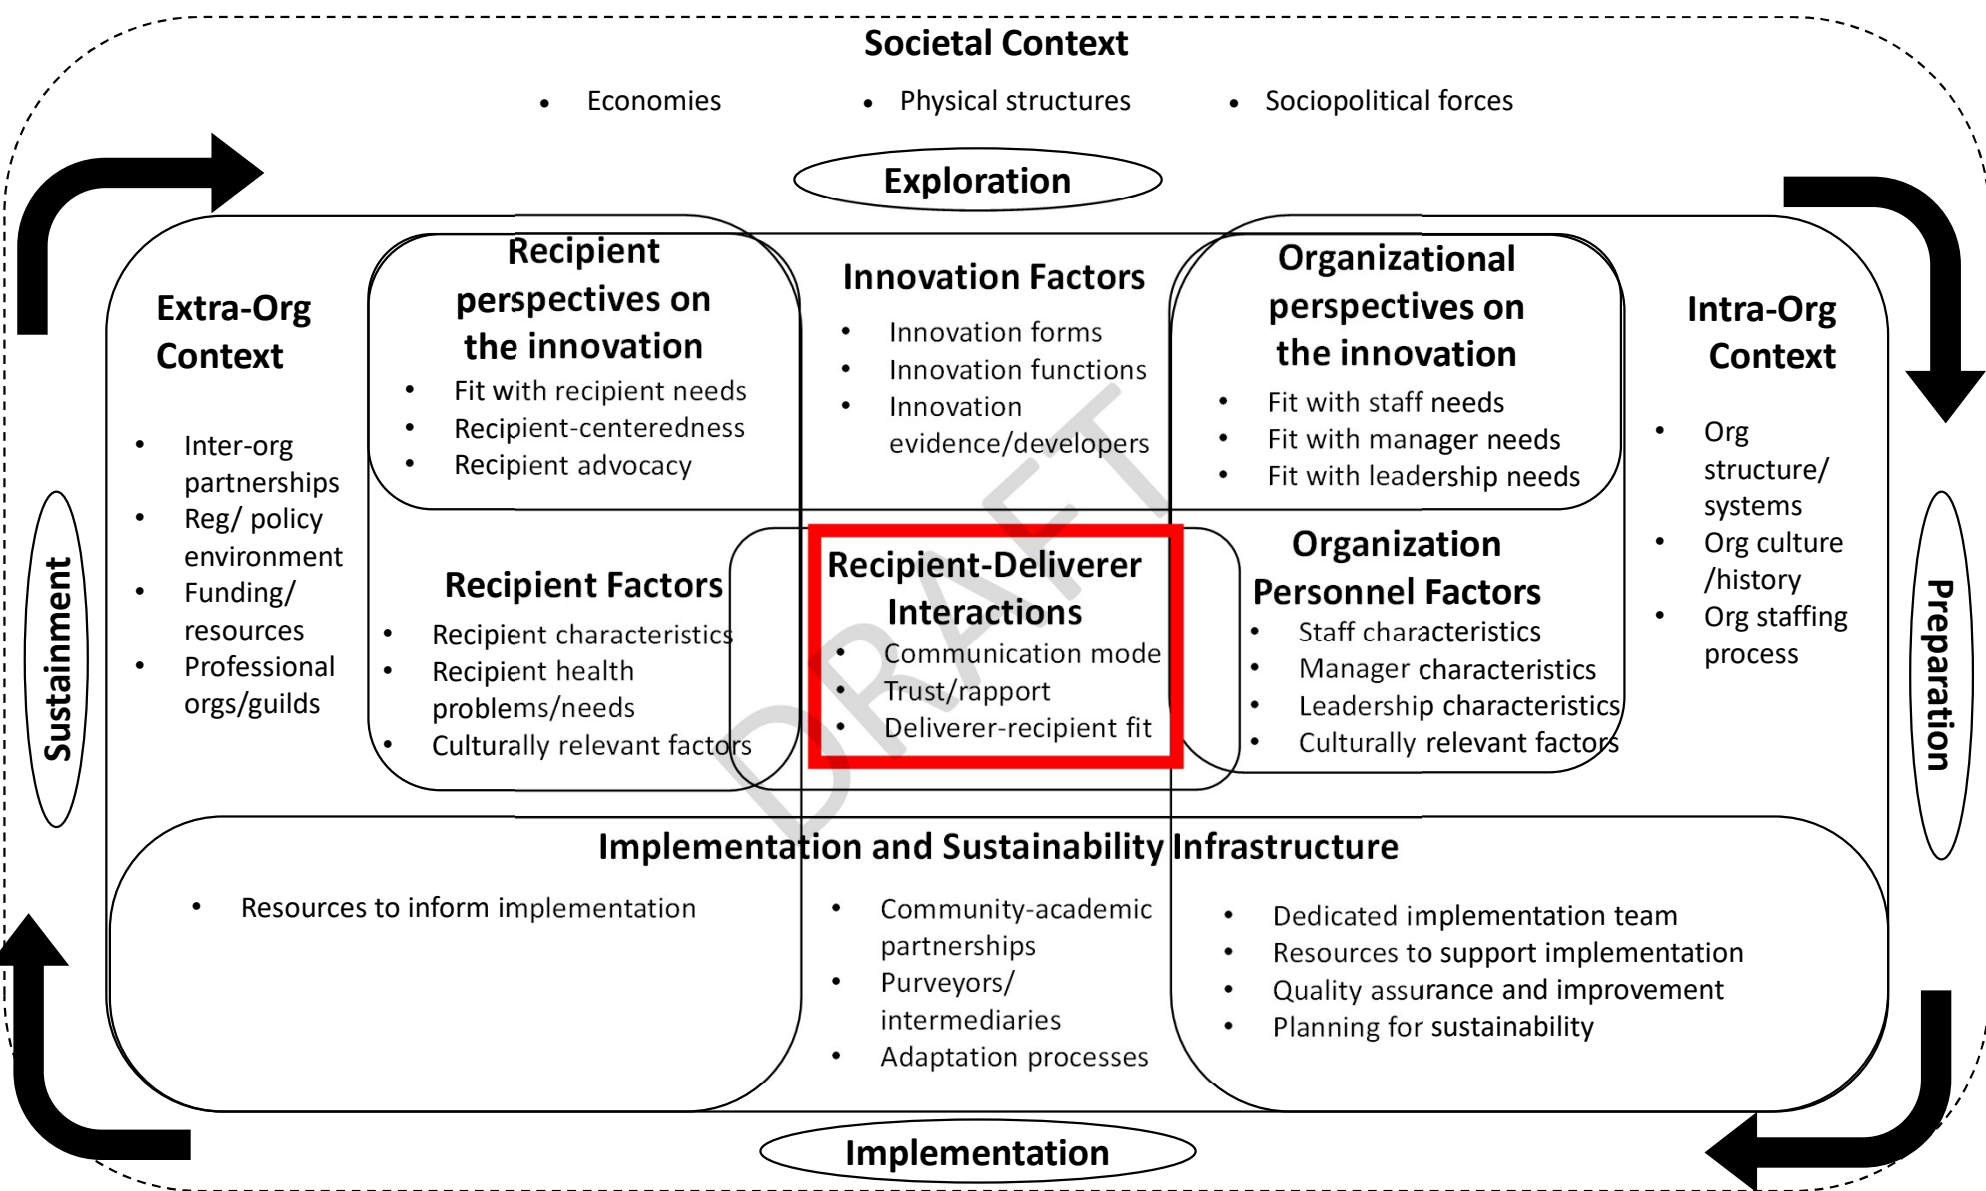 Societal Context
• Economies
• Physical structures
• Sociopolitical forces
Exploration
Extra-Org
Context
• Inter-org
partnerships
• Reg/ policy
environment
• Funding/
resources
• Professional
orgs/guilds
Recipient
perspectives on
the innovation
• Fit with recipient needs
• Recipient-centeredness
• Recipient advocacy
Innovation Factors
• Innovation forms
• Innovation functions
• Innovation
evidence/developers
Organizational
perspectives on
the innovation
• Fit with staff needs
• Fit with manager needs
• Fit with leadership needs
Intra-Org
Context
• Org
structure/
systems
• Org culture
/history
• Org staffing
process
Sustainment
Recipient Factors
• Recipient characteristics
• Recipient health
problems/needs
• Culturally relevant factors
Recipient-Deliverer
Interactions
• Communication mode
• Trust/rapport
• Deliverer-recipient fit
Organization
Personnel Factors
• Staff characteristics
• Manager characteristics
• Leadership characteristics
• Culturally relevant factors
Preparation
DRAFT
Implementation and Sustainability Infrastructure
• Resources to inform implementation
• Community-academic
partnerships
• Purveyors/
intermediaries
• Adaptation processes
• Dedicated implementation team
• Resources to support implementation
• Quality assurance and improvement
• Planning for sustainability
Implementation